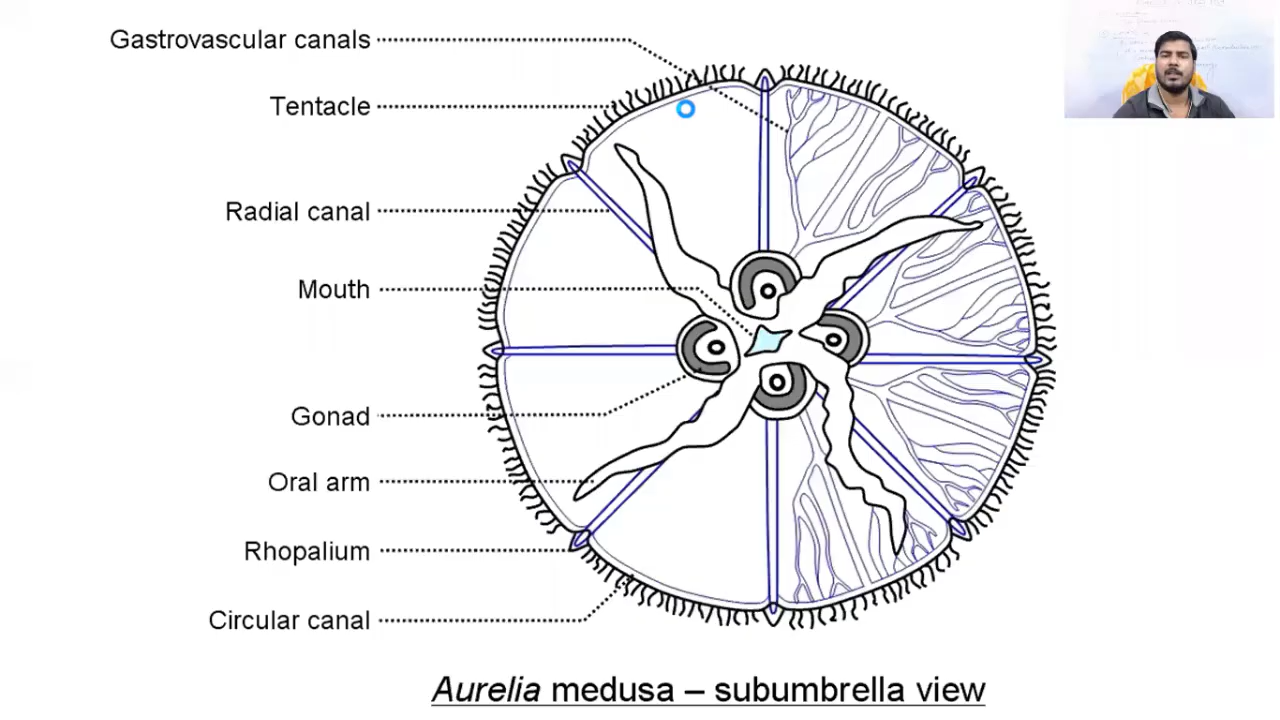 Gastrovascular canals
Tentacle
Radial canal
Mouth
Gonad
Oral arm
Rhopalium
Circular canal
Aurelia medusa – subumbrella view